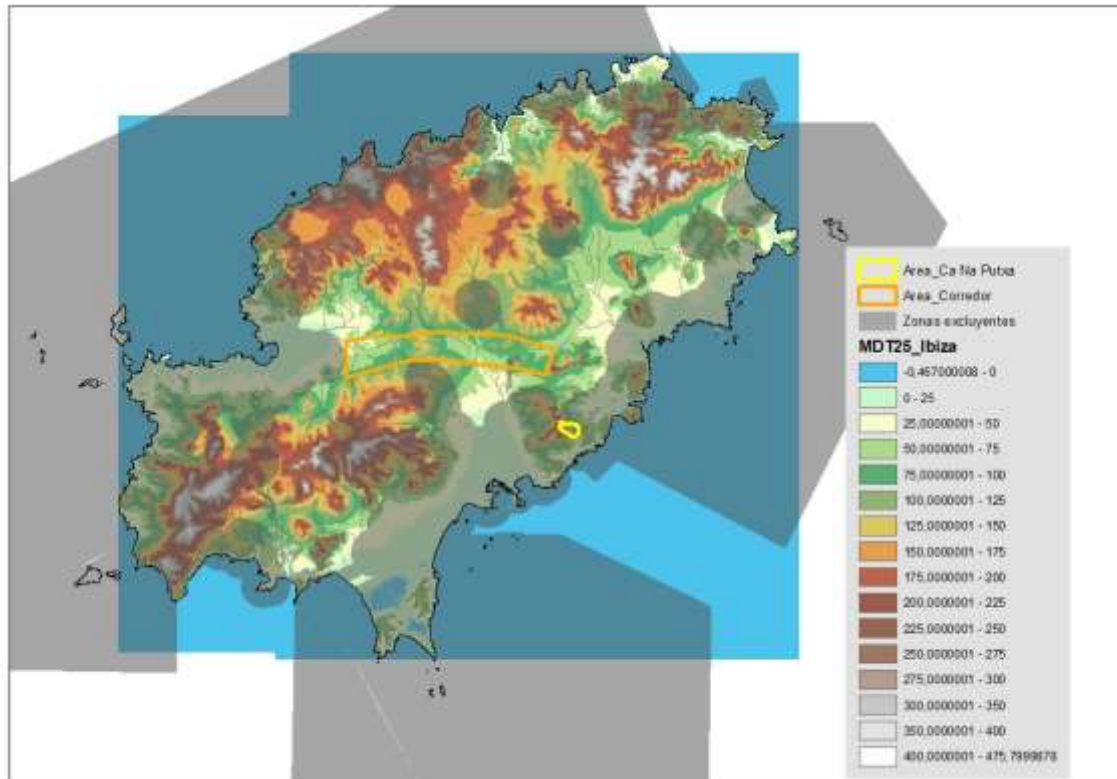 Area_Ca Na Putxa
Area_Corredor
Zonas excluyentes
MDT25_Ibiza
-0,457000008 - 0
0 - 25
25,00000001 - 50
50,00000001 - 75
75,00000001 - 100
100,0000001 - 125
125,0000001 - 150
150,0000001 - 175
175,0000001 - 200
200,0000001 - 225
225,0000001 - 250
250,0000001 - 275
275,0000001 - 300
300,0000001 - 350
350,0000001 - 400
400,0000001 - 475,7999878